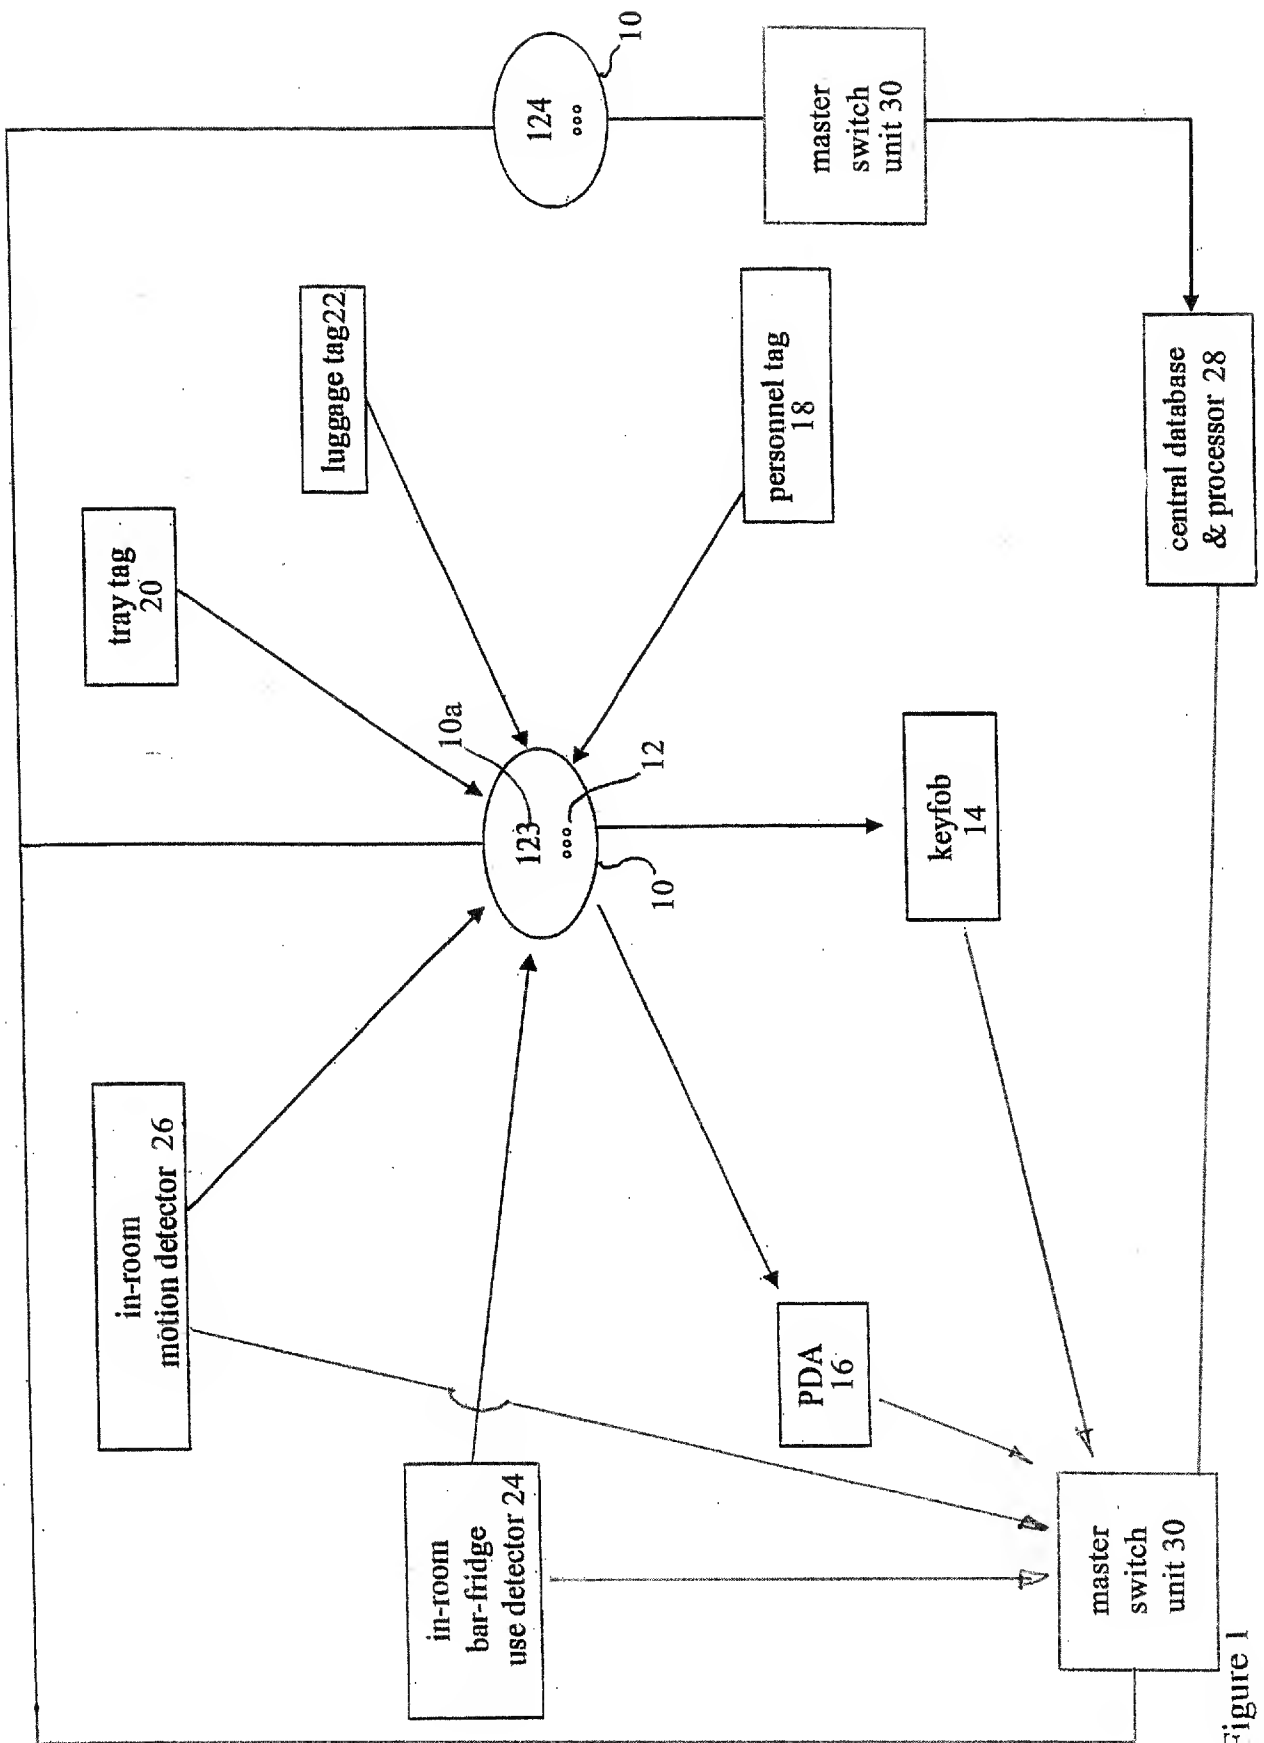 in-room
motion detector 26
tray tag
20
luggage tag22
in-room
bar-fridge
use detector 24
10a
123
ooo
12
10
124
ooo
10
personnel tag
18
PDA
16
master
switch
unit 30
keyfob
14
master
switch
unit 30
central database
& processor 28
Figure 1